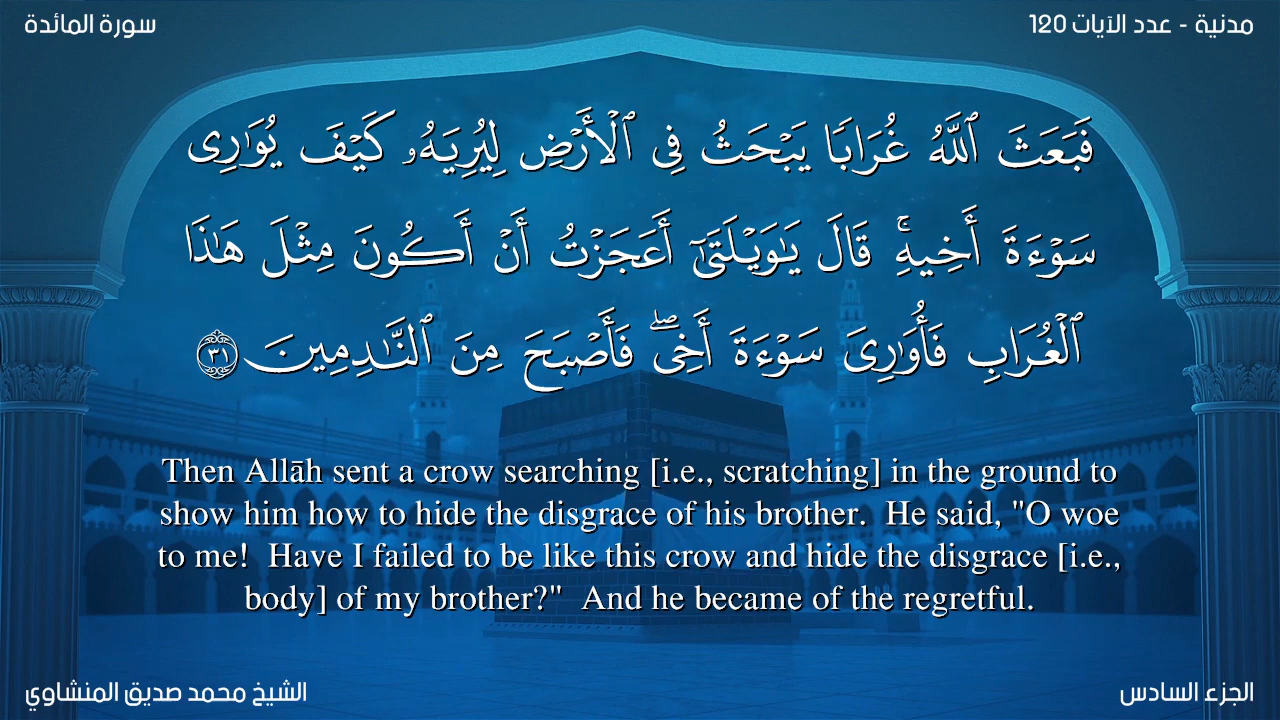 سورة المائدة
مدنية - عدد الآيات 120
فَبَعَثَ ٱللَّهُ غُرَابًا يَبْحَثُ فِى ٱلْأَرْضِ لِيُرِيَهُۥ كَيْفَ يُوَٰرِى
سَوْءَةَ أَخِيهِ ۚ قَالَ يَـٰوَيْلَتَىٰٓ أَعَجَزْتُ أَنْ أَكُونَ مِثْلَ هَـٰذَا
ٱلْغُرَابِ فَأُوَٰرِىَ سَوْءَةَ أَخِى ۖ فَأَصْبَحَ مِنَ ٱلنَّـٰدِمِينَ ٣١
Then Allāh sent a crow searching [i.e., scratching] in the ground to
show him how to hide the disgrace of his brother.  He said, "O woe
to me!  Have I failed to be like this crow and hide the disgrace [i.e.,
body] of my brother?"  And he became of the regretful.
الشيخ محمد صديق المنشاوي
الجزء السادس